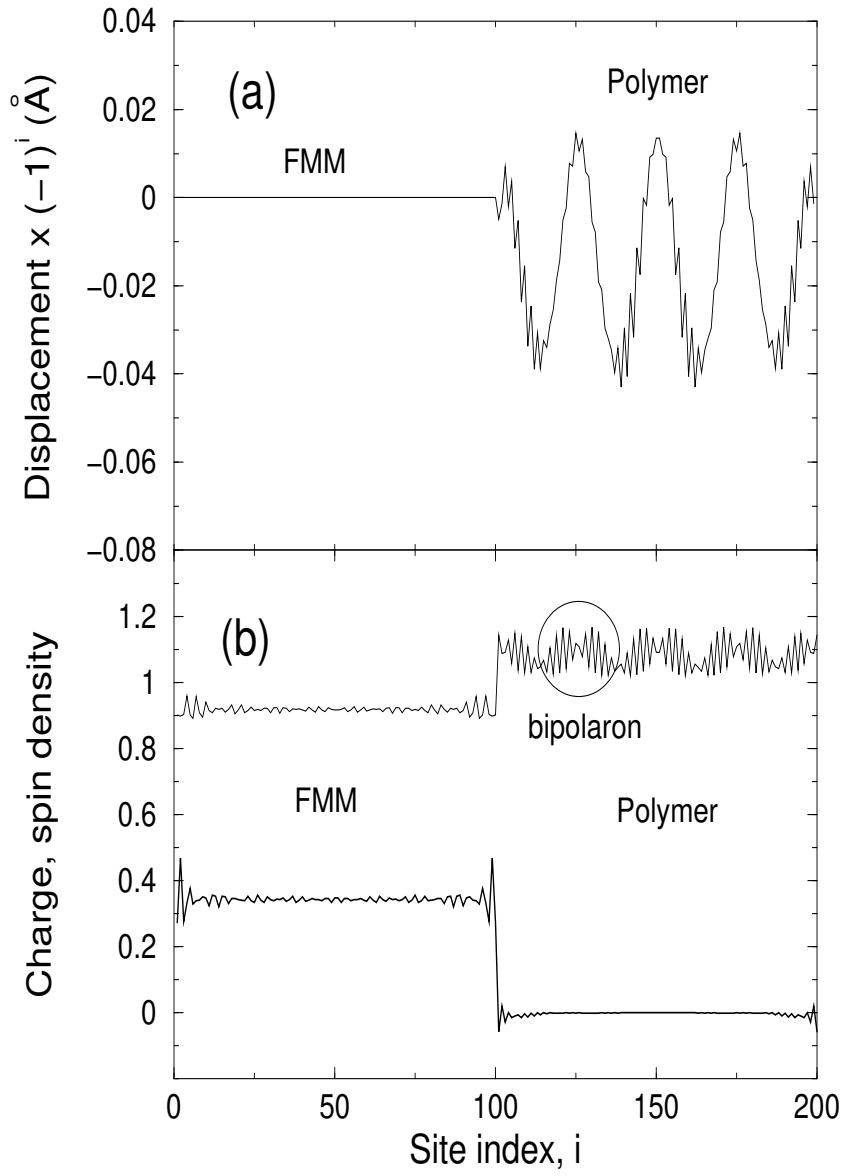 0.04
0.02
0
−0.02
−0.04
−0.06
−0.08
Displacement x (−1)^i (Å)
(a)
FMM
Polymer
1.2
1
0.8
0.6
0.4
0.2
0
Charge, spin density
(b)
bipolaron
FMM
Polymer
0
50
100
150
200
Site index, i